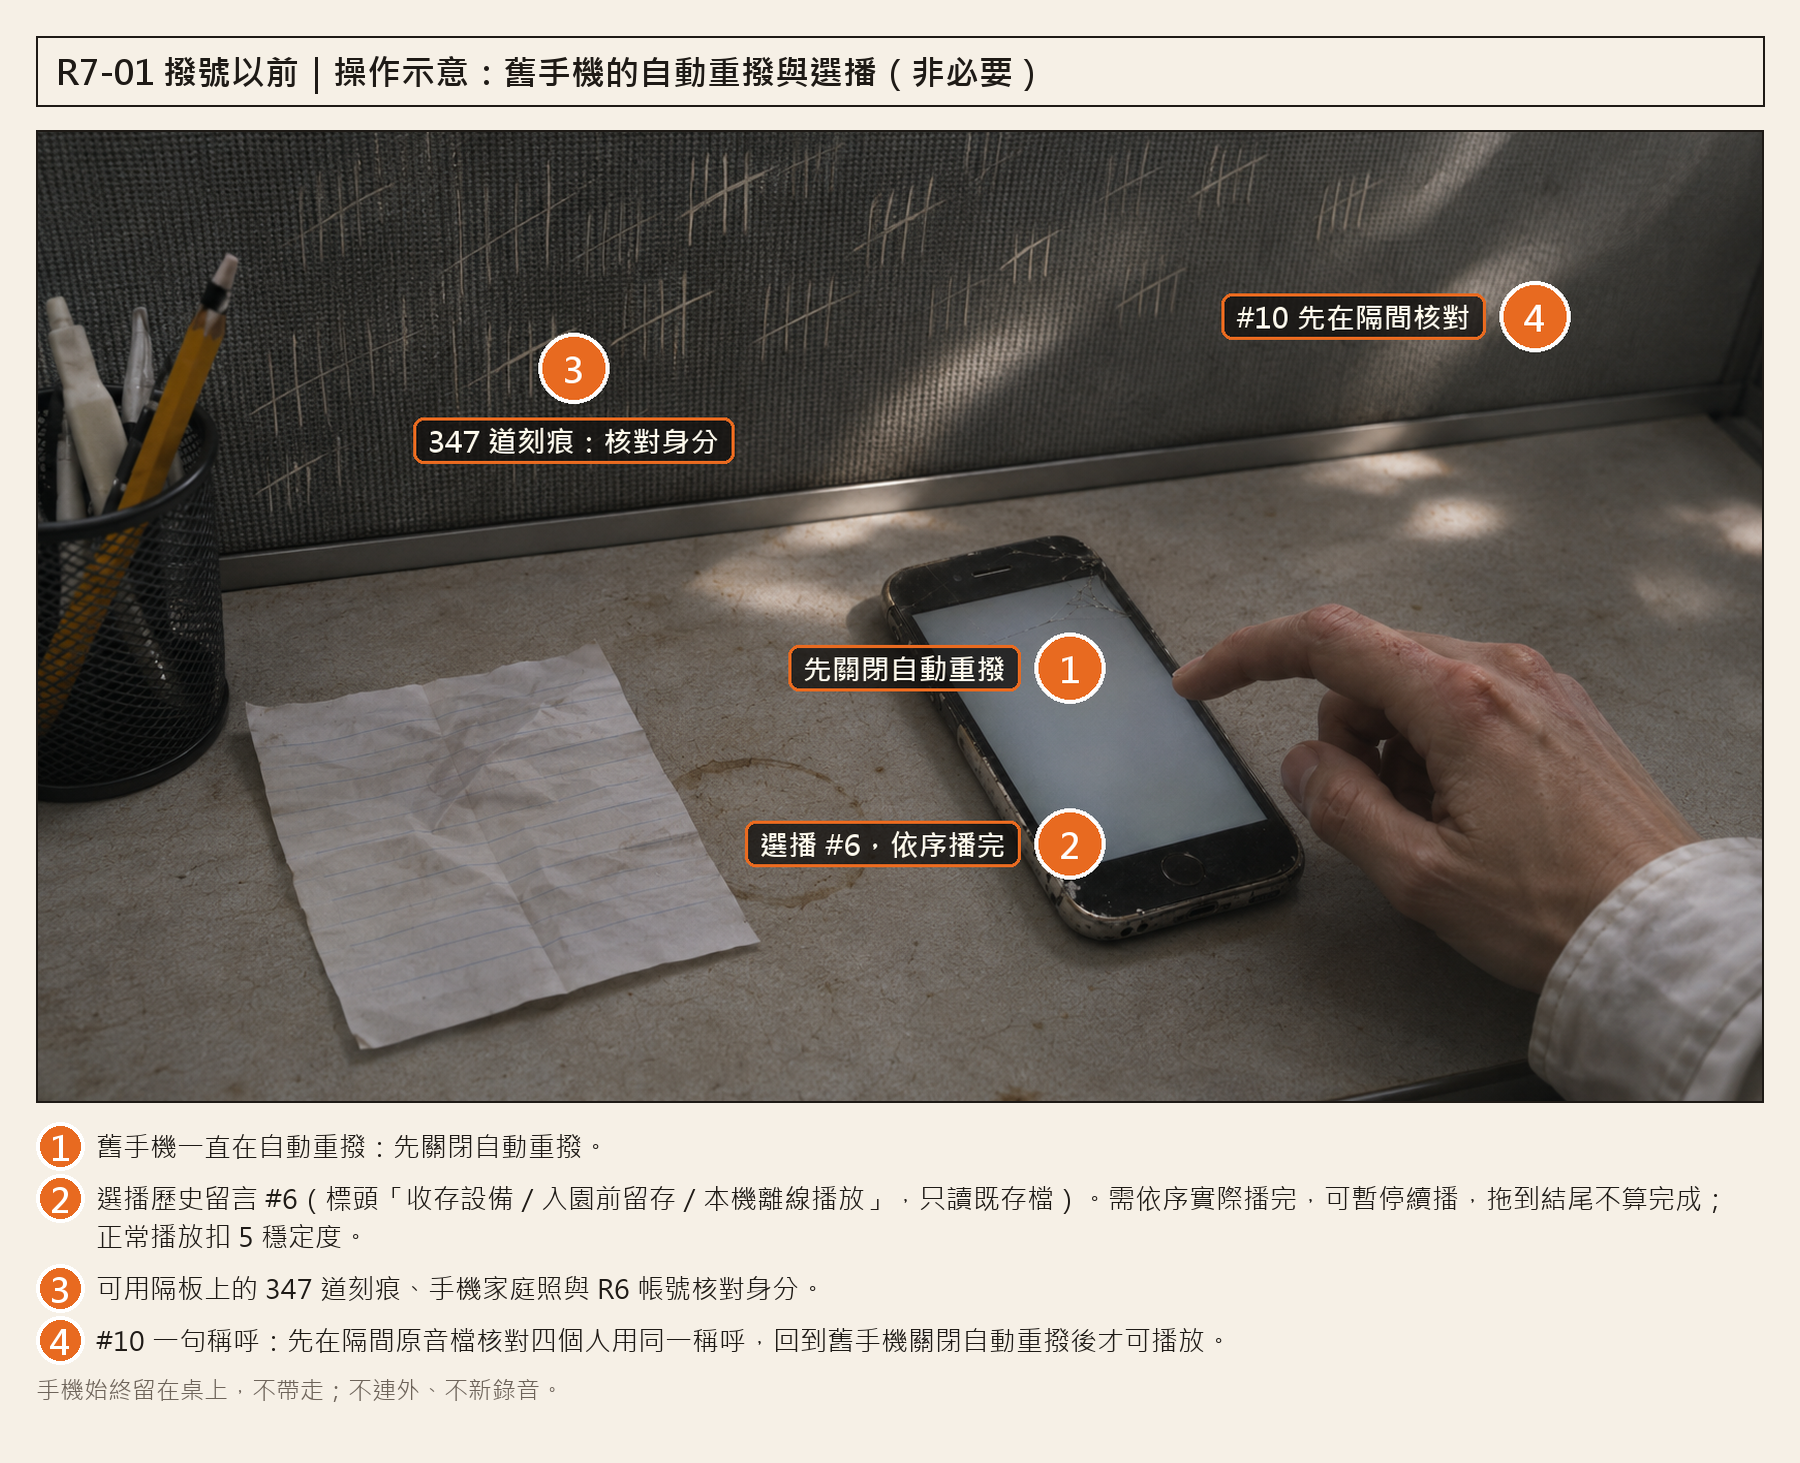 R7-01 撥號以前｜操作示意：舊手機的自動重撥與選播（非必要）
#10 先在隔間核對
4
3
347 道刻痕：核對身分
先關閉自動重撥
1
選播 #6，依序播完
2
1 舊手機一直在自動重撥：先關閉自動重撥。
2 選播歷史留言 #6（標頭「收存設備 / 入園前留存 / 本機離線播放」，只讀既存檔）。需依序實際播完，可暫停續播，拖到結尾不算完成；
正常播放扣 5 穩定度。
3 可用隔板上的 347 道刻痕、手機家庭照與 R6 帳號核對身分。
4 #10 一句稱呼：先在隔間原音檔核對四個人用同一稱呼，回到舊手機關閉自動重撥後才可播放。
手機始終留在桌上，不帶走；不連外、不新錄音。